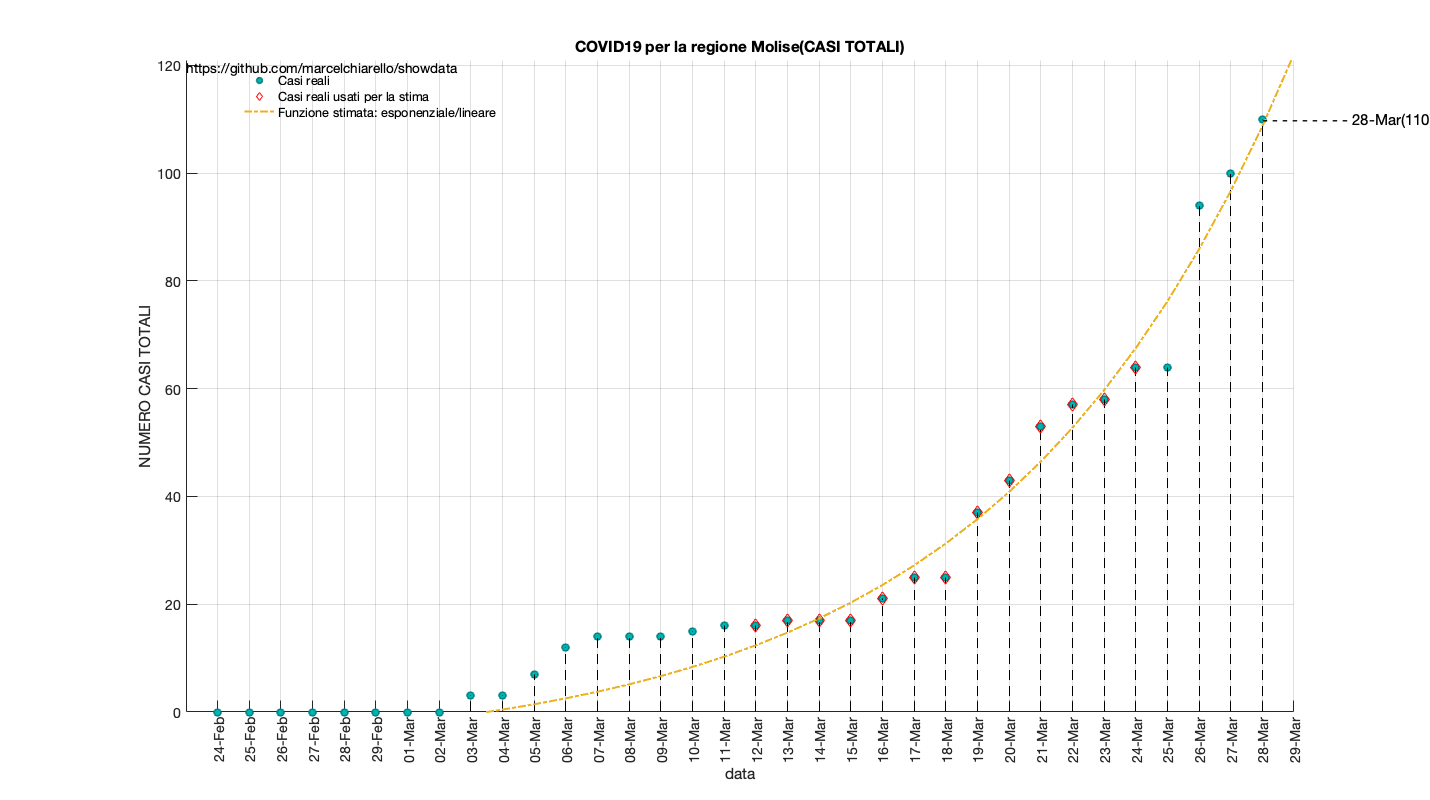 COVID19 per la regione Molise(CASI TOTALI)
https://github.com/marcelchiarello/showdata
Casi reali
Casi reali usati per la stima
Funzione stimata: esponenziale/lineare
120
100
80
60
40
20
0
NUMERO CASI TOTALI
28-Mar(110
24-Feb
25-Feb
26-Feb
27-Feb
28-Feb
29-Feb
01-Mar
02-Mar
03-Mar
04-Mar
05-Mar
06-Mar
07-Mar
08-Mar
09-Mar
10-Mar
11-Mar
12-Mar
13-Mar
14-Mar
15-Mar
16-Mar
17-Mar
18-Mar
19-Mar
20-Mar
21-Mar
22-Mar
23-Mar
24-Mar
25-Mar
26-Mar
27-Mar
28-Mar
29-Mar
data